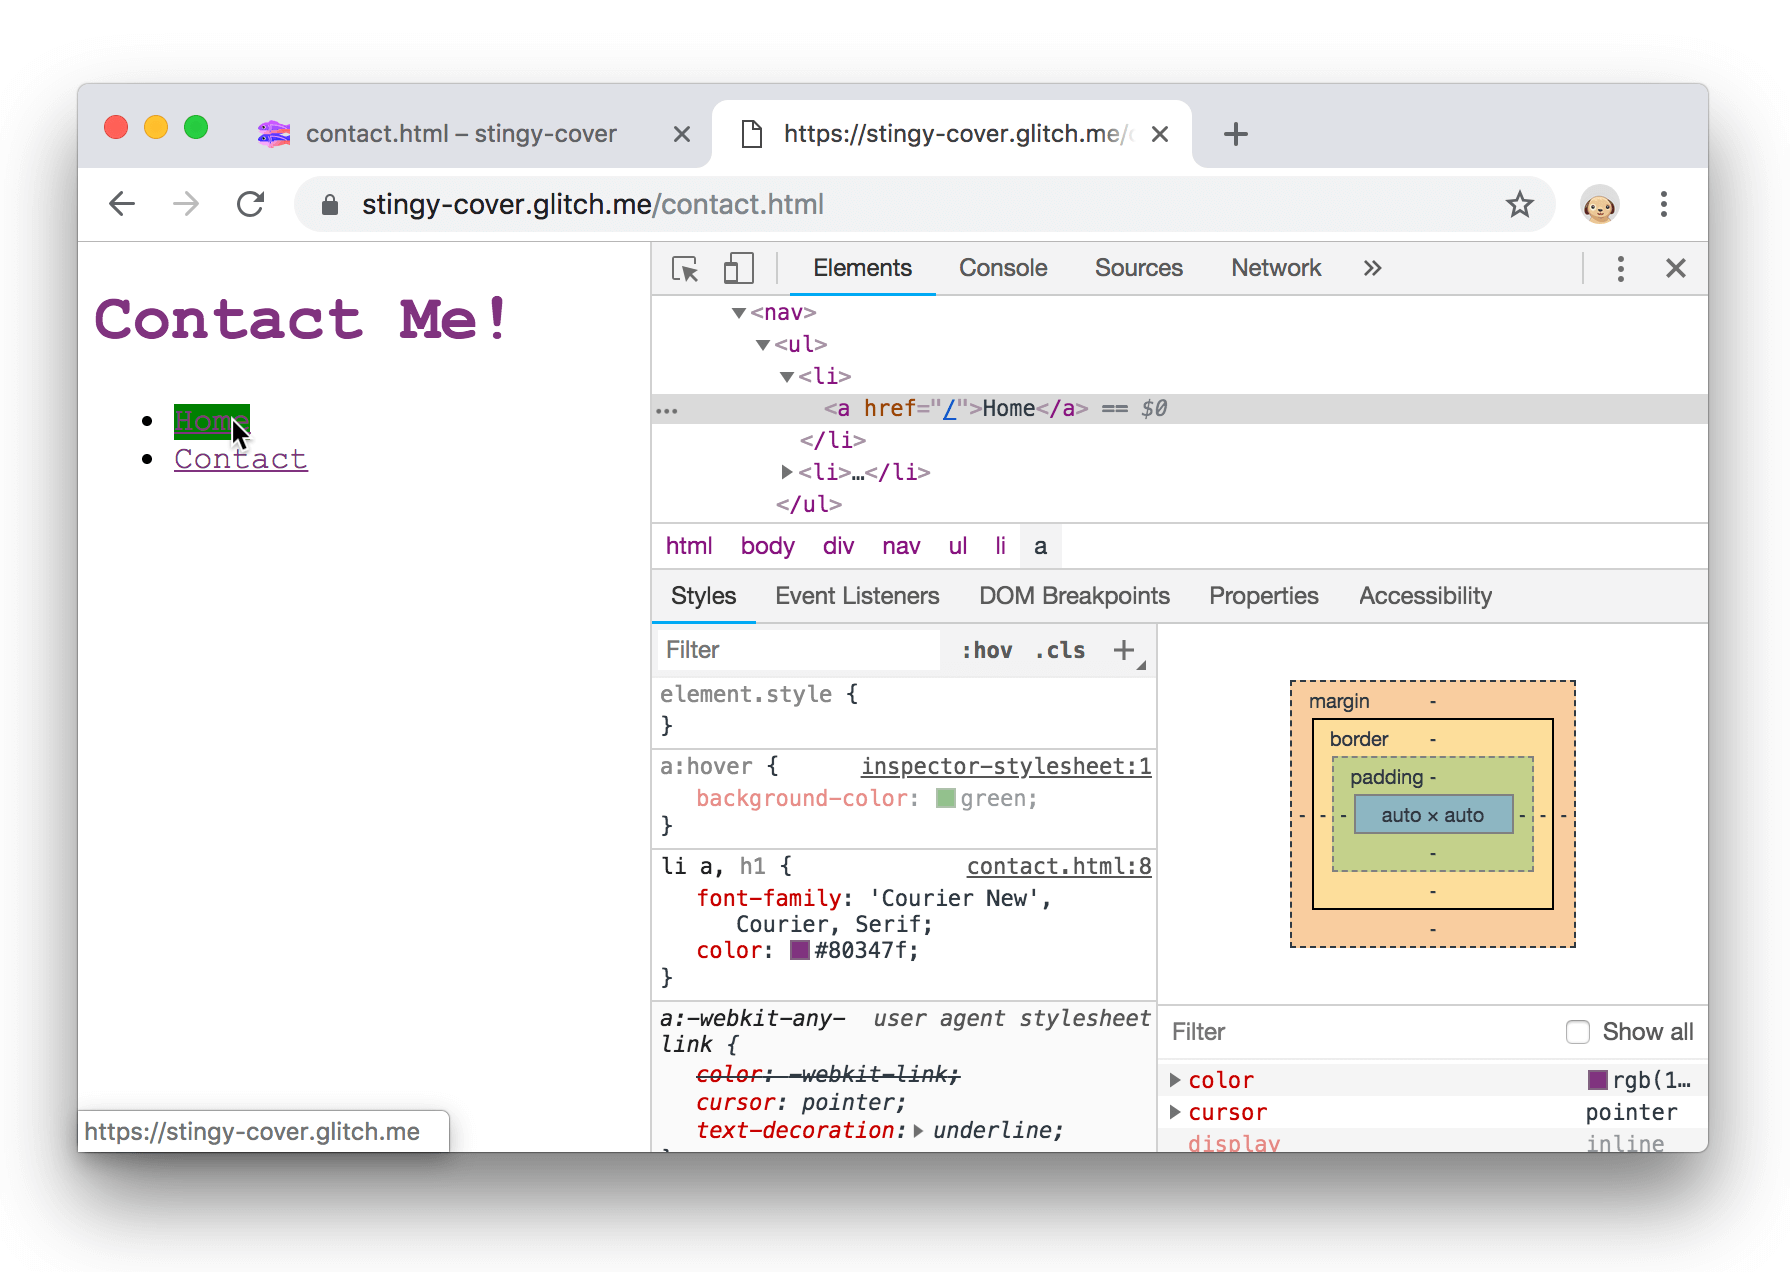 contact.html – stingy-cover
https://stingy-cover.glitch.me/
stingy-cover.glitch.me/contact.html
Contact Me!
Home
Contact
https://stingy-cover.glitch.me
Elements Console Sources Network »
<nav>
<ul>
<li>
… <a href="/">Home</a> == $0
</li>
<li>…</li>
</ul>
html body div nav ul li a
Styles Event Listeners DOM Breakpoints Properties Accessibility
Filter :hov .cls +
element.style {
}
a:hover { inspector-stylesheet:1
background-color: green;
}
li a, h1 { contact.html:8
font-family: 'Courier New',
Courier, Serif;
color: #80347f;
}
a:-webkit-any- user agent stylesheet
link {
color: -webkit-link;
cursor: pointer;
text-decoration: underline;
margin -
border -
padding -
- - - auto × auto - - -
-
-
-
Filter Show all
color rgb(1…
cursor pointer
display inline